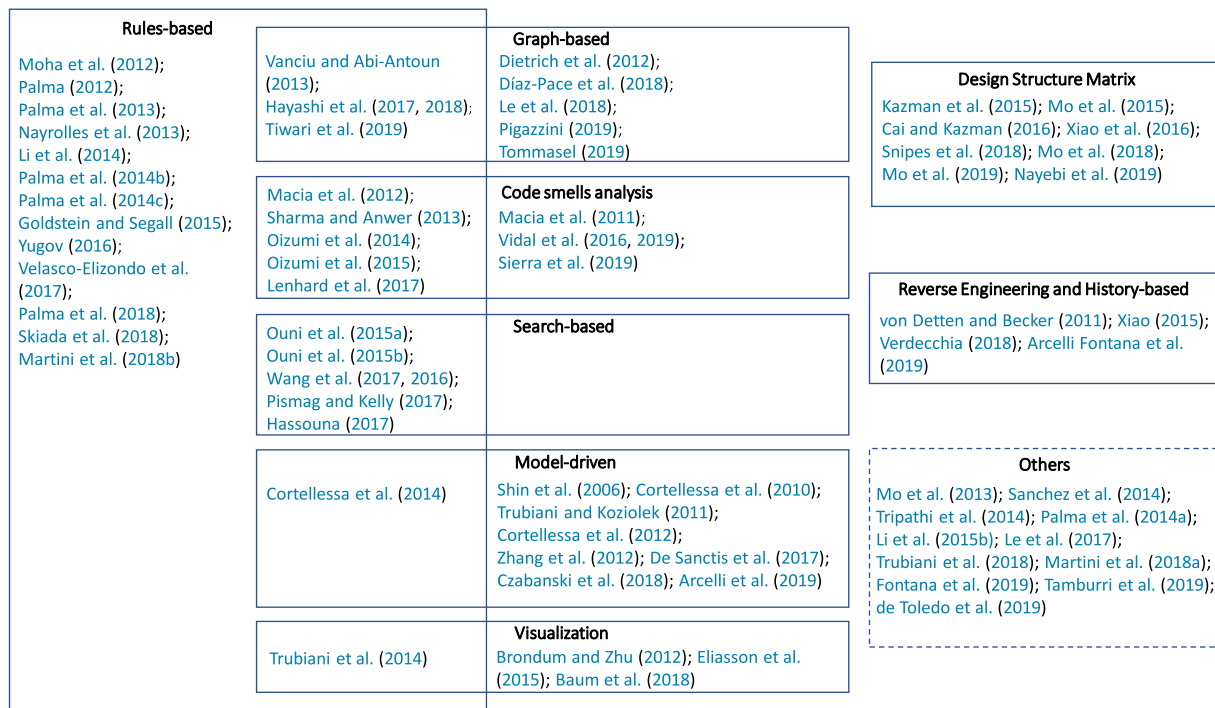 Rules-based
Moha et al. (2012);
Palma (2012);
Palma et al. (2013);
Nayrolles et al. (2013);
Li et al. (2014);
Palma et al. (2014b);
Palma et al. (2014c);
Goldstein and Segall (2015);
Yugov (2016);
Velasco-Elizondo et al.
(2017);
Palma et al. (2018);
Skiada et al. (2018);
Martini et al. (2018b)
Graph-based
Vanciu and Abi-Antoun
(2013);
Hayashi et al. (2017, 2018);
Tiwari et al. (2019)
Dietrich et al. (2012);
Díaz-Pace et al. (2018);
Le et al. (2018);
Pigazzini (2019);
Tommasel (2019)
Code smells analysis
Macia et al. (2012);
Sharma and Anwer (2013);
Oizumi et al. (2014);
Oizumi et al. (2015);
Lenhard et al. (2017)
Macia et al. (2011);
Vidal et al. (2016, 2019);
Sierra et al. (2019)
Search-based
Ouni et al. (2015a);
Ouni et al. (2015b);
Wang et al. (2017, 2016);
Pismag and Kelly (2017);
Hassouna (2017)
Model-driven
Cortellessa et al. (2014)
Shin et al. (2006); Cortellessa et al. (2010);
Trubiani and Koziolek (2011);
Cortellessa et al. (2012);
Zhang et al. (2012); De Sanctis et al. (2017);
Czabanski et al. (2018); Arcelli et al. (2019)
Visualization
Trubiani et al. (2014)
Brondum and Zhu (2012); Eliasson et al.
(2015); Baum et al. (2018)
Design Structure Matrix
Kazman et al. (2015); Mo et al. (2015);
Cai and Kazman (2016); Xiao et al. (2016);
Snipes et al. (2018); Mo et al. (2018);
Mo et al. (2019); Nayebi et al. (2019)
Reverse Engineering and History-based
von Detten and Becker (2011); Xiao (2015);
Verdecchia (2018); Arcelli Fontana et al.
(2019)
Others
Mo et al. (2013); Sanchez et al. (2014);
Tripathi et al. (2014); Palma et al. (2014a);
Li et al. (2015b); Le et al. (2017);
Trubiani et al. (2018); Martini et al. (2018a);
Fontana et al. (2019); Tamburri et al. (2019);
de Toledo et al. (2019)